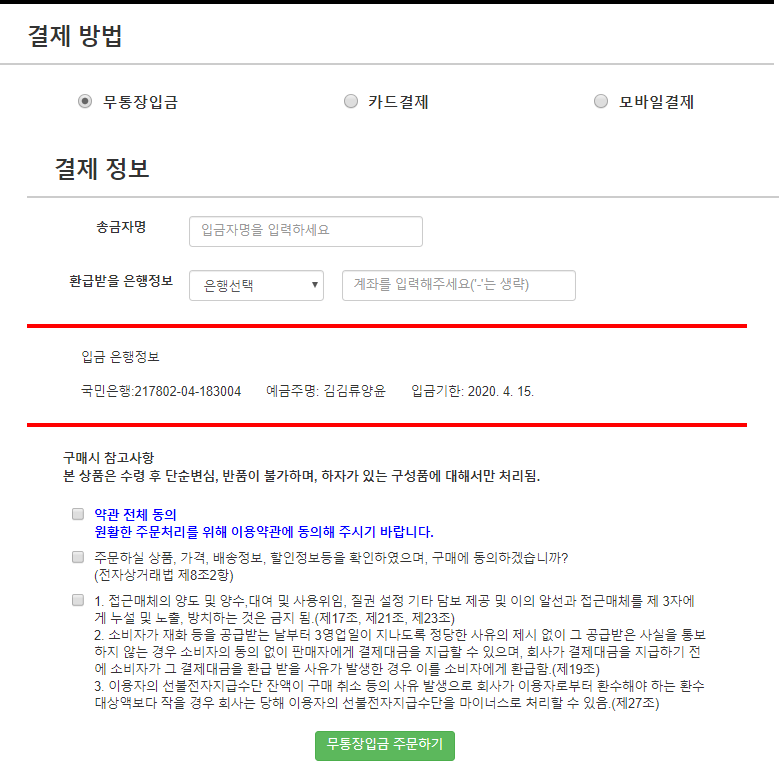 결제 방법
무통장입금 카드결제 모바일결제
결제 정보
송금자명 입금자명을 입력하세요
환급받을 은행정보 은행선택 계좌를 입력해주세요('-'는 생략)
입금 은행정보
국민은행:217802-04-183004 예금주명: 김김류양윤 입금기한: 2020. 4. 15.
구매시 참고사항
본 상품은 수령 후 단순변심, 반품이 불가하며, 하자가 있는 구성품에 대해서만 처리됨.
약관 전체 동의
원활한 주문처리를 위해 이용약관에 동의해 주시기 바랍니다.
주문하실 상품, 가격, 배송정보, 할인정보등을 확인하였으며, 구매에 동의하겠습니까?
(전자상거래법 제8조2항)
1. 접근매체의 양도 및 양수,대여 및 사용위임, 질권 설정 기타 담보 제공 및 이의 알선과 접근매체를 제 3자에
게 누설 및 노출, 방치하는 것은 금지 됨.(제17조, 제21조, 제23조)
2. 소비자가 재화 등을 공급받는 날부터 3영업일이 지나도록 정당한 사유의 제시 없이 그 공급받은 사실을 통보
하지 않는 경우 소비자의 동의 없이 판매자에게 결제대금을 지급할 수 있으며, 회사가 결제대금을 지급하기 전
에 소비자가 그 결제대금을 환급 받을 사유가 발생한 경우 이를 소비자에게 환급함.(제19조)
3. 이용자의 선불전자지급수단 잔액이 구매 취소 등의 사유 발생으로 회사가 이용자로부터 환수해야 하는 환수
대상액보다 작을 경우 회사는 당해 이용자의 선불전자지급수단을 마이너스로 처리할 수 있음.(제27조)
무통장입금 주문하기